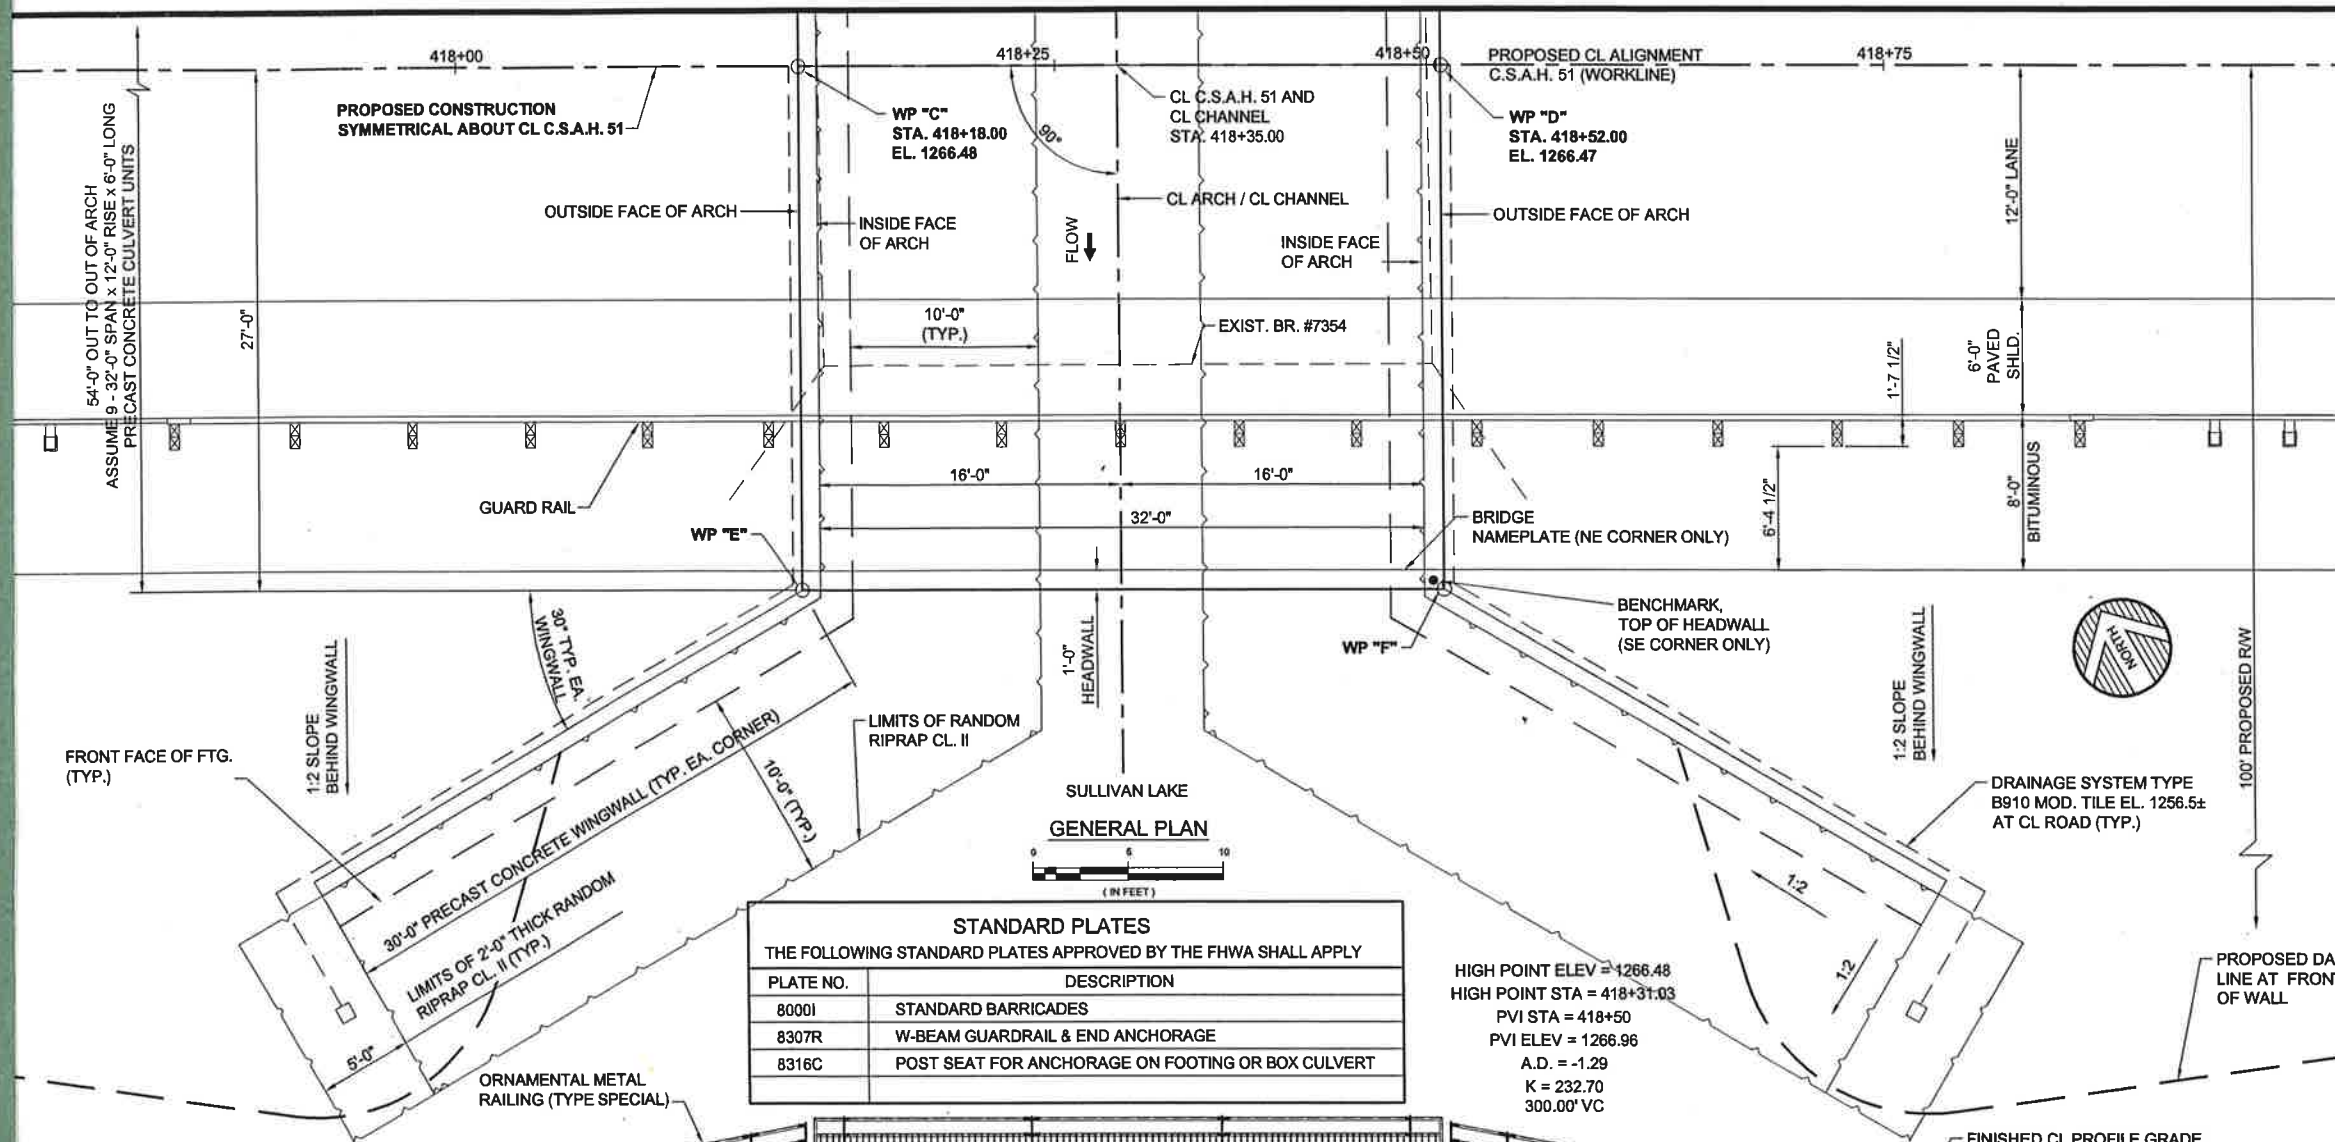 418+00
418+25
418+50
418+75
PROPOSED CL ALIGNMENT
C.S.A.H. 51 (WORKLINE)
PROPOSED CONSTRUCTION
SYMMETRICAL ABOUT CL C.S.A.H. 51
WP "C"
STA. 418+18.00
EL. 1266.48
90°
CL C.S.A.H. 51 AND
CL CHANNEL
STA. 418+35.00
WP "D"
STA. 418+52.00
EL. 1266.47
54'-0" OUT TO OUT OF ARCH
ASSUME 9 - 32'-0" SPAN x 12'-0" RISE x 6'-0" LONG
PRECAST CONCRETE CULVERT UNITS
27'-0"
OUTSIDE FACE OF ARCH
INSIDE FACE
OF ARCH
FLOW
CL ARCH / CL CHANNEL
INSIDE FACE
OF ARCH
OUTSIDE FACE OF ARCH
12'-0" LANE
10'-0"
(TYP.)
EXIST. BR. #7354
1'-7 1/2"
6'-0"
PAVED
SHLD.
GUARD RAIL
16'-0"
16'-0"
32'-0"
BRIDGE
NAMEPLATE (NE CORNER ONLY)
6'-4 1/2"
8'-0"
BITUMINOUS
WP "E"
WP "F"
BENCHMARK,
TOP OF HEADWALL
(SE CORNER ONLY)
NORTH
100' PROPOSED R/W
30° TYP. EA.
WINGWALL
1'-0"
HEADWALL
1:2 SLOPE
BEHIND WINGWALL
1:2 SLOPE
BEHIND WINGWALL
FRONT FACE OF FTG.
(TYP.)
LIMITS OF RANDOM
RIPRAP CL. II
10'-0" (TYP.)
30'-0" PRECAST CONCRETE WINGWALL (TYP. EA. CORNER)
LIMITS OF 2'-0" THICK RANDOM
RIPRAP CL. II (TYP.)
5'-0"
SULLIVAN LAKE
GENERAL PLAN
0 5 10
( IN FEET )
DRAINAGE SYSTEM TYPE
B910 MOD. TILE EL. 1256.5±
AT CL ROAD (TYP.)
1:2
1:2
STANDARD PLATES
THE FOLLOWING STANDARD PLATES APPROVED BY THE FHWA SHALL APPLY
PLATE NO. DESCRIPTION
8000I STANDARD BARRICADES
8307R W-BEAM GUARDRAIL & END ANCHORAGE
8316C POST SEAT FOR ANCHORAGE ON FOOTING OR BOX CULVERT
HIGH POINT ELEV = 1266.48
HIGH POINT STA = 418+31.03
PVI STA = 418+50
PVI ELEV = 1266.96
A.D. = -1.29
K = 232.70
300.00' VC
PROPOSED DA
LINE AT FRONT
OF WALL
ORNAMENTAL METAL
RAILING (TYPE SPECIAL)
FINISHED CL PROFILE GRADE